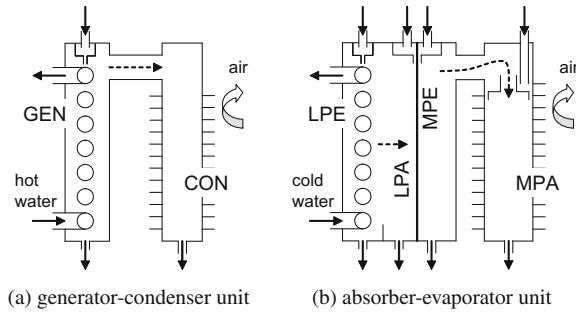 air
GEN
hot
water
CON
(a) generator-condenser unit
air
LPE
MPE
LPA
cold
water
MPA
(b) absorber-evaporator unit